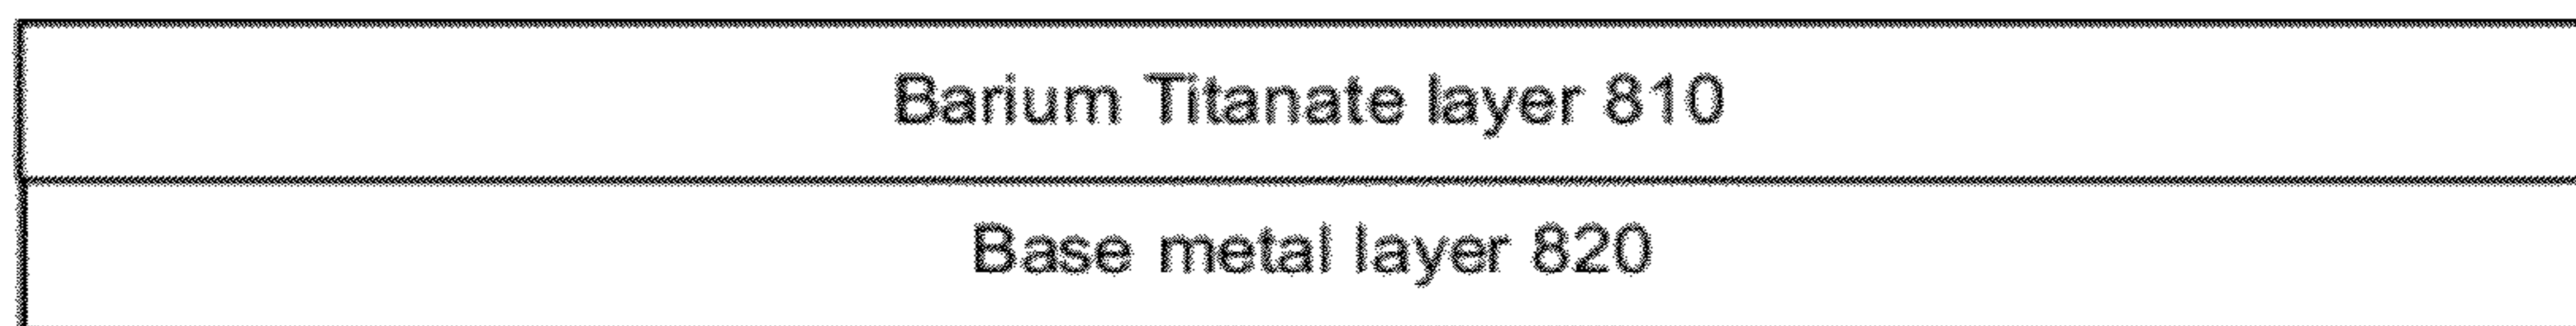 Barium Titanate layer 810
Base metal layer 820